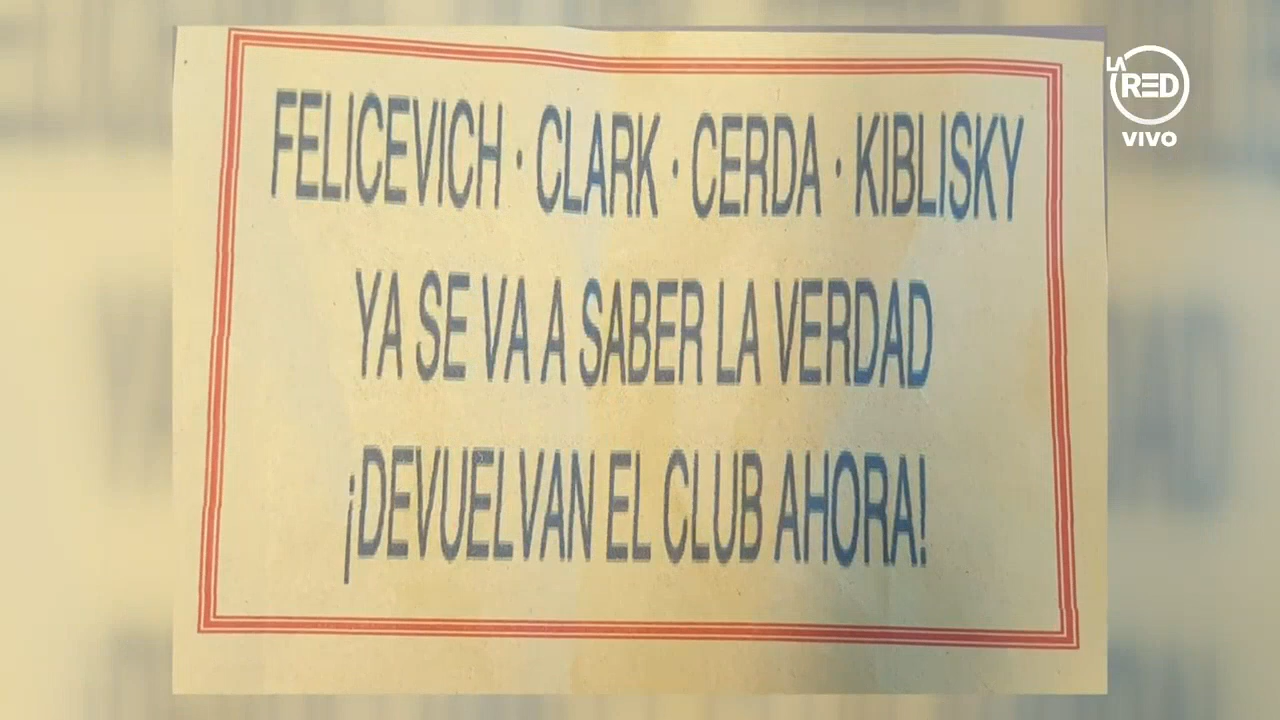 LA
RED
VIVO
FELICEVICH · CLARK · CERDA · KIBLISKY
YA SE VA A SABER LA VERDAD
¡DEVUELVAN EL CLUB AHORA!